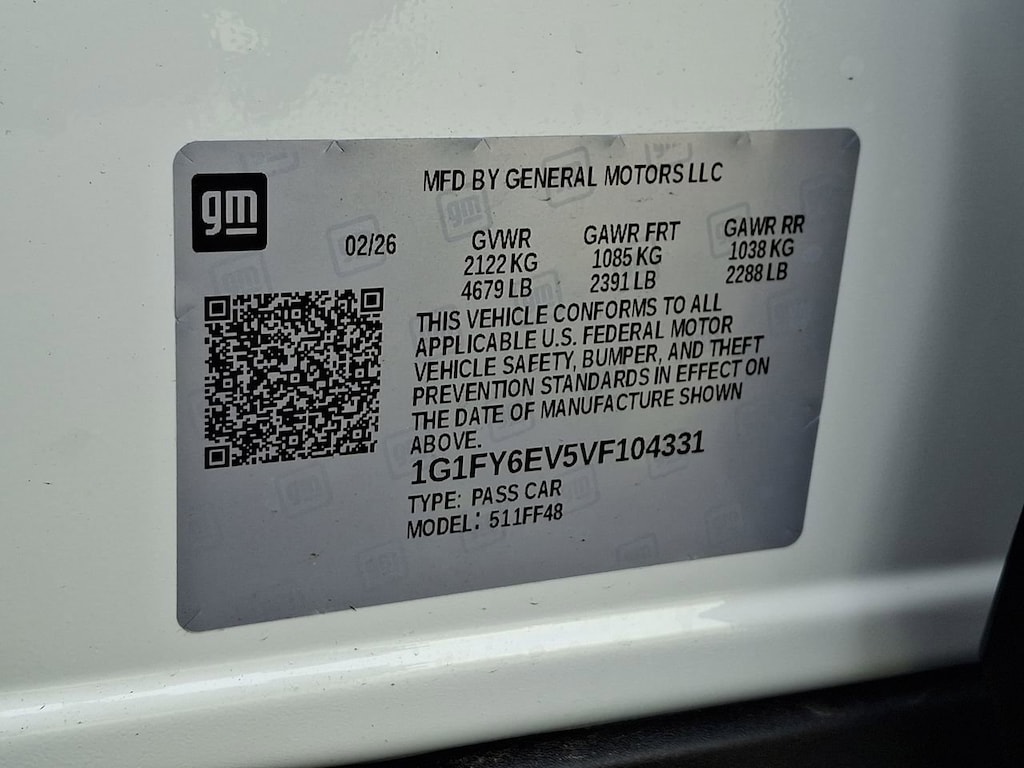 gm
MFD BY GENERAL MOTORS LLC
02/26 GVWR GAWR FRT GAWR RR
2122 KG 1085 KG 1038 KG
4679 LB 2391 LB 2288 LB
THIS VEHICLE CONFORMS TO ALL
APPLICABLE U.S. FEDERAL MOTOR
VEHICLE SAFETY, BUMPER, AND THEFT
PREVENTION STANDARDS IN EFFECT ON
THE DATE OF MANUFACTURE SHOWN
ABOVE.
1G1FY6EV5VF104331
TYPE: PASS CAR
MODEL: 511FF48